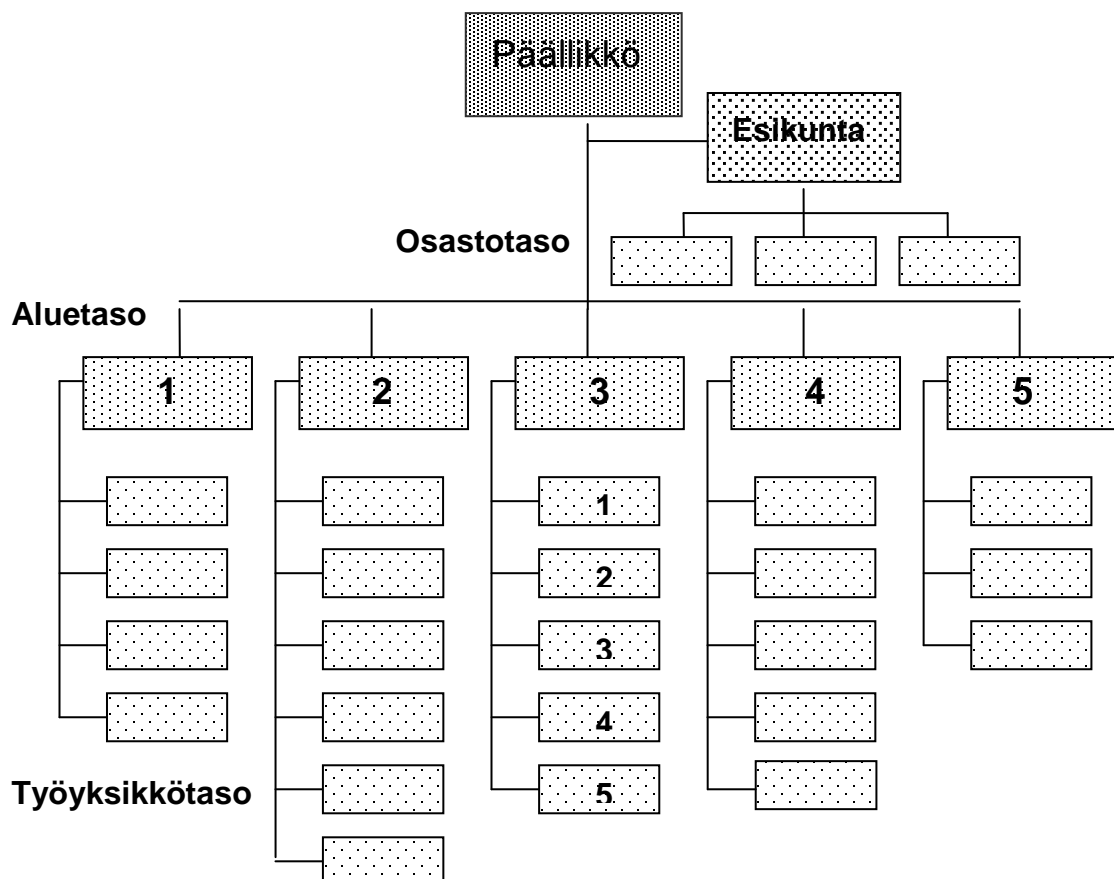 Päällikkö
Esikunta
Osastotaso
Aluetaso
1 2 3 4 5
1
2
3
4
5
Työyksikkötaso